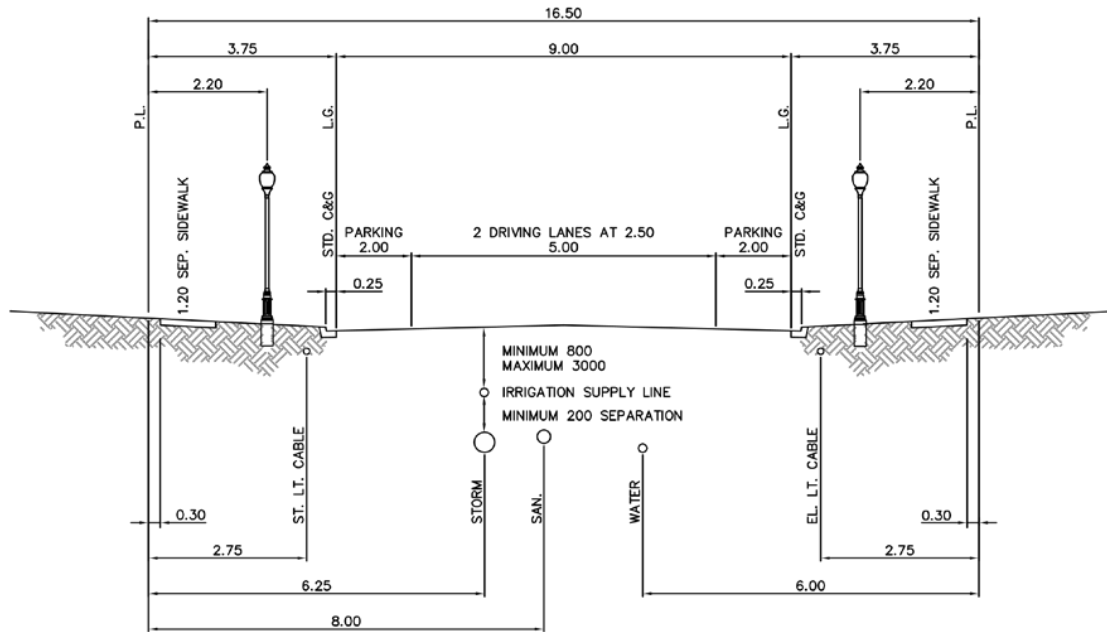 16.50
3.75
9.00
3.75
2.20
2.20
P.L.
L.G.
L.G.
P.L.
1.20 SEP. SIDEWALK
STD. C&G
STD. C&G
1.20 SEP. SIDEWALK
PARKING
2.00
2 DRIVING LANES AT 2.50
5.00
PARKING
2.00
0.25
0.25
MINIMUM 800
MAXIMUM 3000
IRRIGATION SUPPLY LINE
MINIMUM 200 SEPARATION
ST. LT. CABLE
STORM
SAN.
WATER
EL. LT. CABLE
0.30
0.30
2.75
2.75
6.25
6.00
8.00